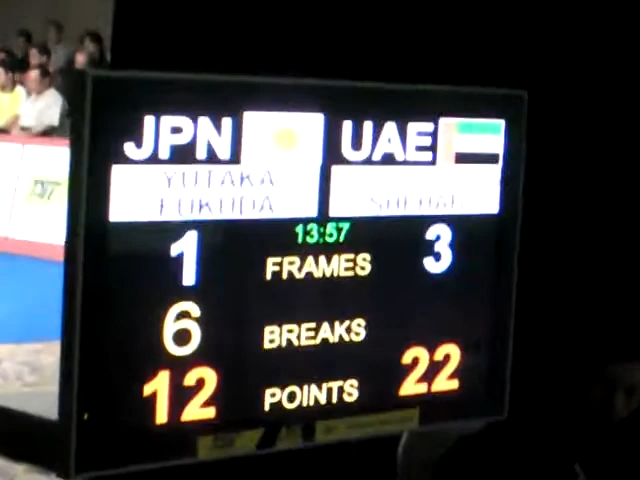 JPN UAE
YUTAKA
FUKUDA
13:57
1 FRAMES 3
6 BREAKS
12 POINTS 22